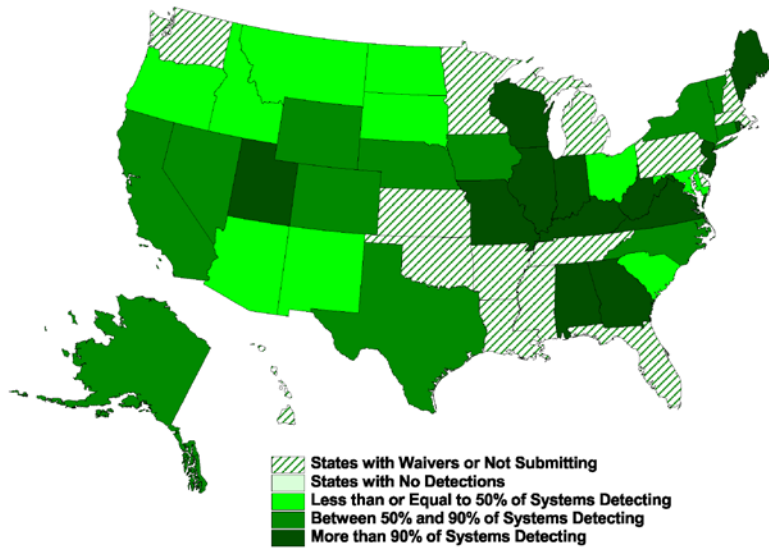 States with Waivers or Not Submitting
States with No Detections
Less than or Equal to 50% of Systems Detecting
Between 50% and 90% of Systems Detecting
More than 90% of Systems Detecting